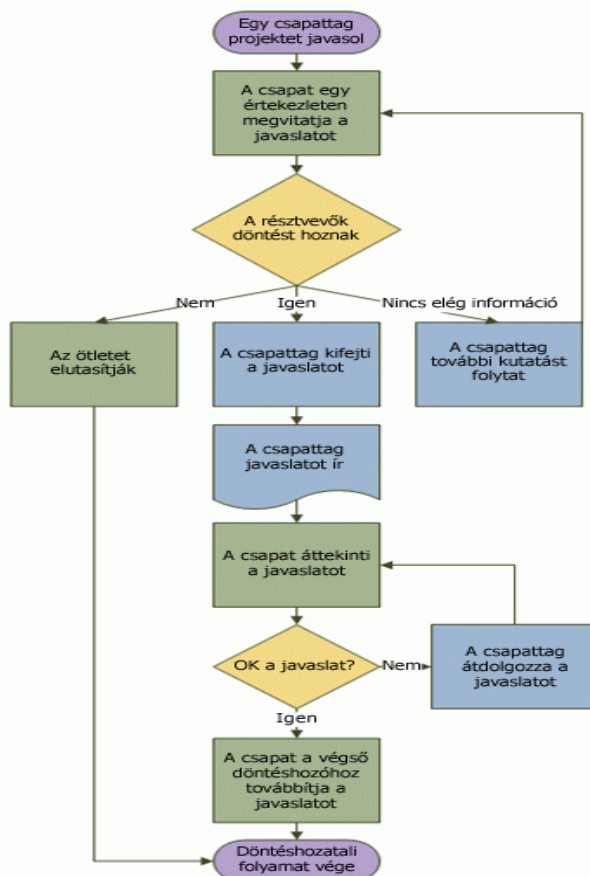 Egy csapattag
projektet javasol
A csapat egy
értekezleten
megvitatja a
javaslatot
A résztvevők
döntést hoznak
Nem
Igen
Nincs elég információ
Az ötletet
elutasítják
A csapattag kifejti
a javaslatot
A csapattag
további kutatást
folytat
A csapattag
javaslatot ír
A csapat áttekinti
a javaslatot
OK a javaslat?
Nem
A csapattag
átdolgozza a
javaslatot
Igen
A csapat a végső
döntéshozóhoz
továbbítja a
javaslatot
Döntéshozatali
folyamat vége